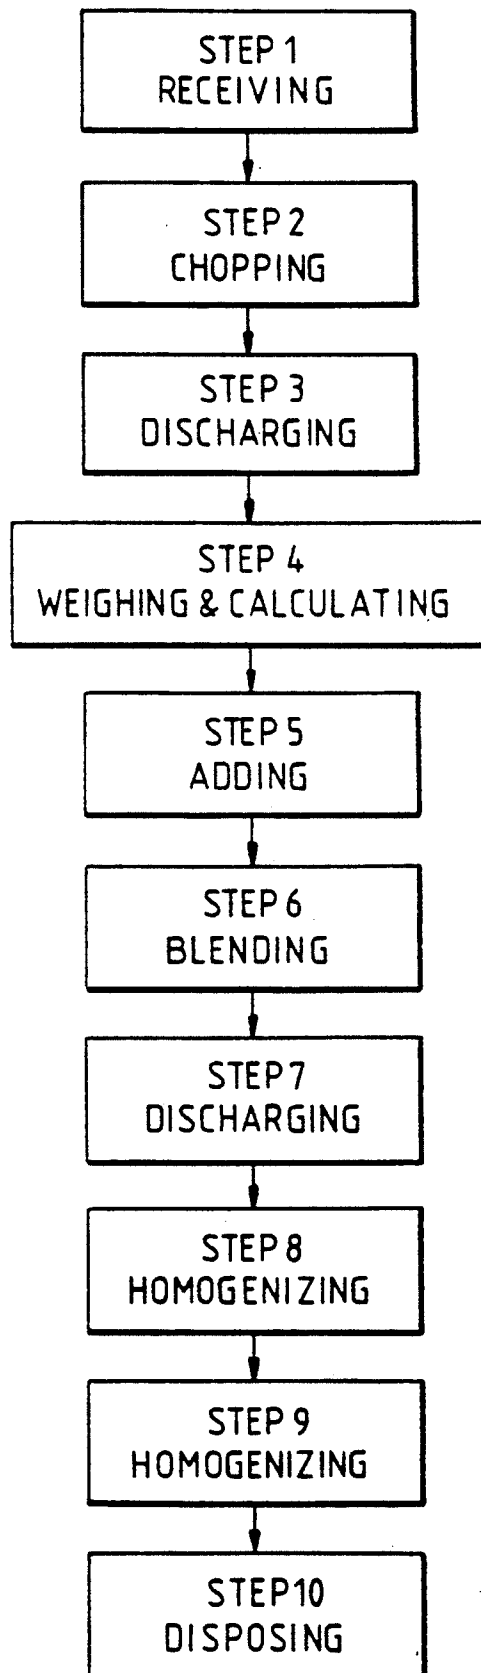 STEP 1
RECEIVING
STEP 2
CHOPPING
STEP 3
DISCHARGING
STEP 4
WEIGHING & CALCULATING
STEP 5
ADDING
STEP 6
BLENDING
STEP 7
DISCHARGING
STEP 8
HOMOGENIZING
STEP 9
HOMOGENIZING
STEP 10
DISPOSING